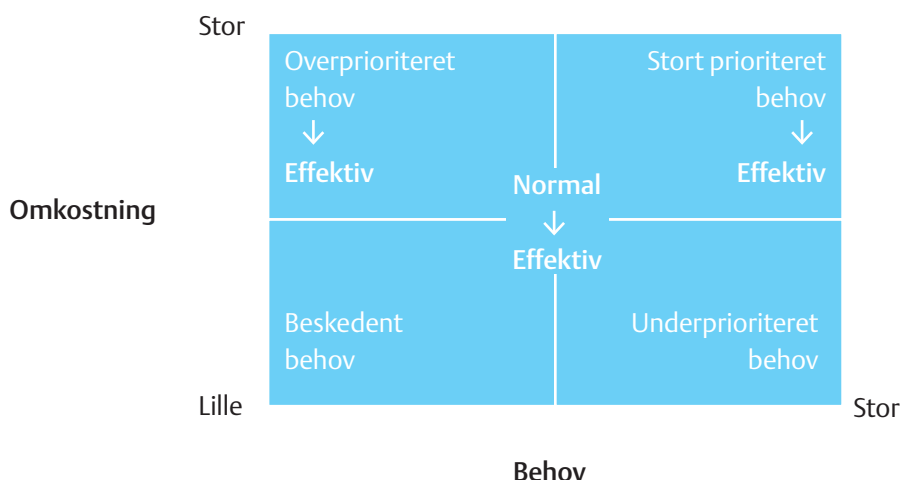 Stor
Overprioriteret
behov
↓
Effektiv
Stort prioriteret
behov
↓
Effektiv
Normal
↓
Effektiv
Omkostning
Beskedent
behov
Underprioriteret
behov
Lille
Stor
Behov